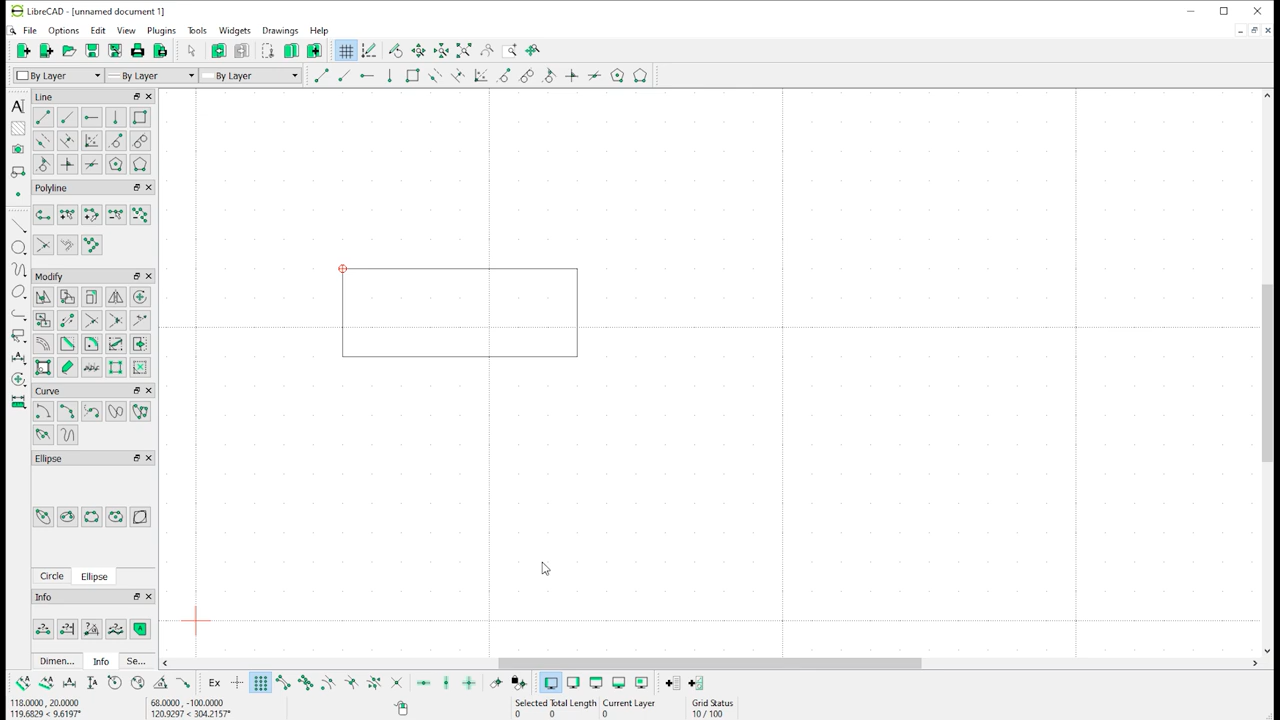 LibreCAD - [unnamed document 1]
File Options Edit View Plugins Tools Widgets Drawings Help
By Layer By Layer By Layer
Line
Polyline
Modify
Curve
Ellipse
Circle Ellipse
Info
Dimen... Info Se...
Ex
118.0000 , 20.0000 68.0000 , -100.0000 Selected Total Length Current Layer Grid Status
119.6829 < 9.6197° 120.9297 < 304.2157° 0 0 0 10 / 100